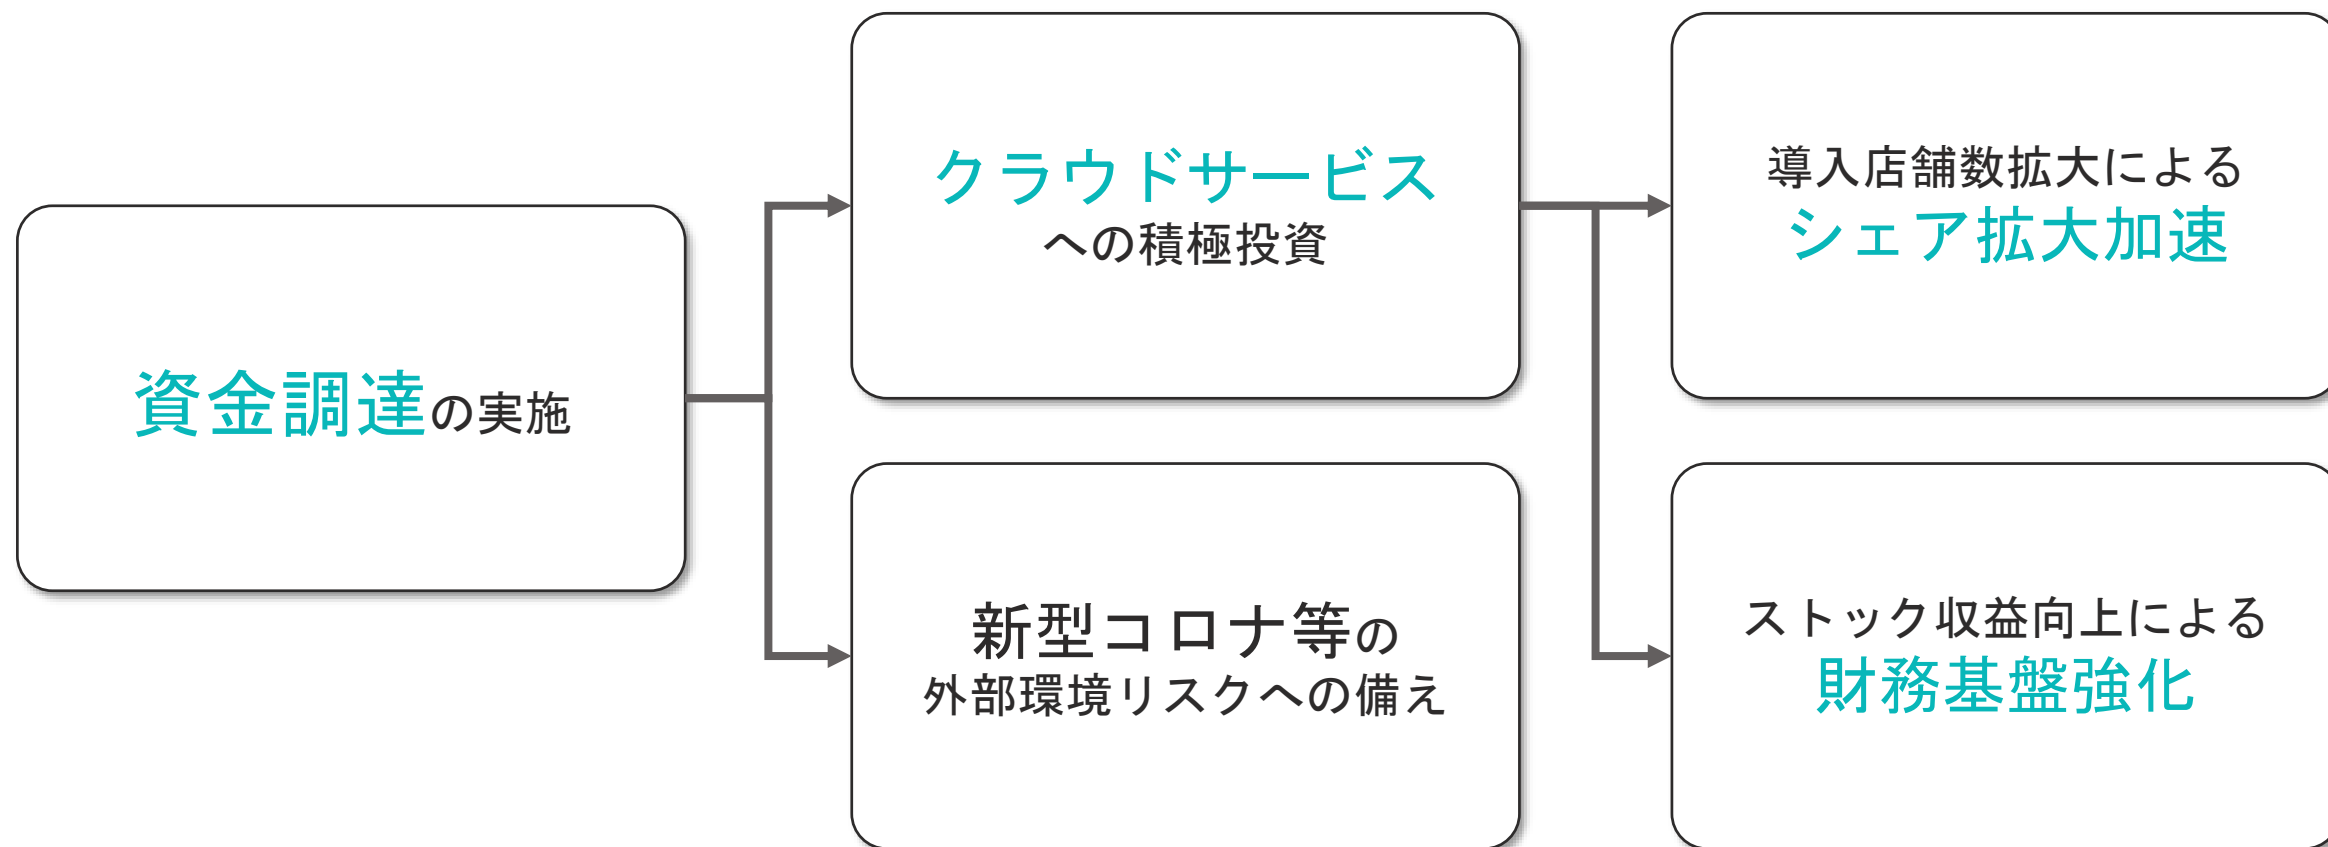 資金調達の実施
クラウドサービス
への積極投資
新型コロナ等の
外部環境リスクへの備え
導入店舗数拡大による
シェア拡大加速
ストック収益向上による
財務基盤強化